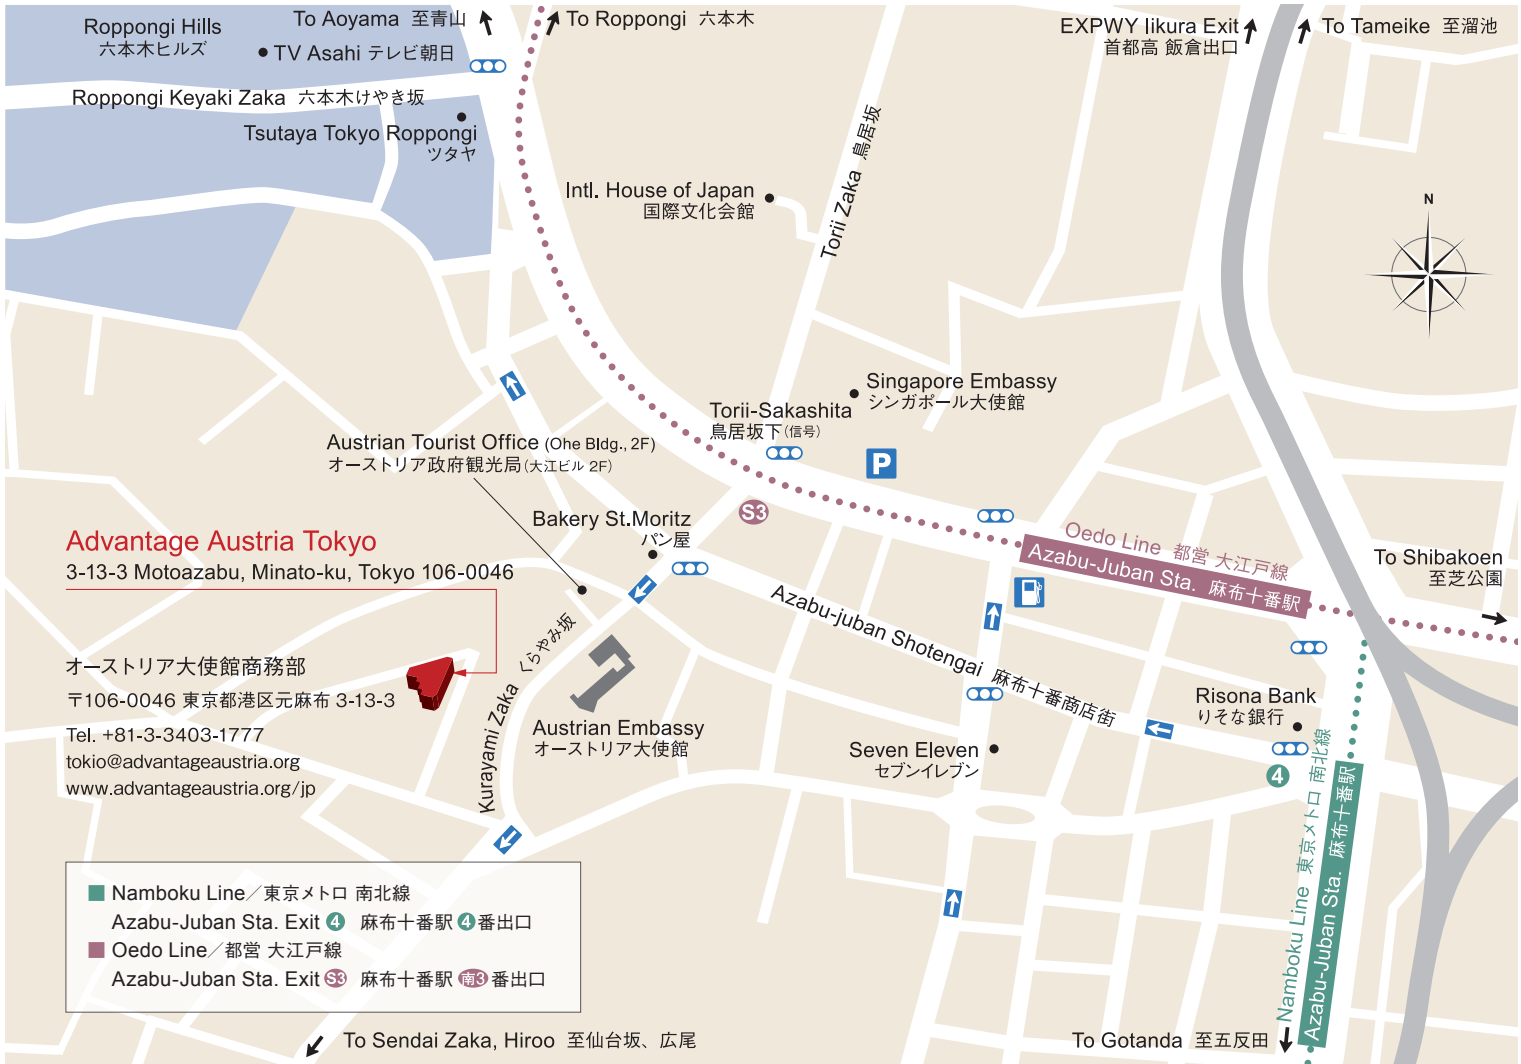 Roppongi Hills
六本木ヒルズ
To Aoyama 至青山
TV Asahi テレビ朝日
To Roppongi 六本木
EXPWY Iikura Exit
首都高 飯倉出口
To Tameike 至溜池
Roppongi Keyaki Zaka 六本木けやき坂
Tsutaya Tokyo Roppongi
ツタヤ
Intl. House of Japan
国際文化会館
Torii Zaka 鳥居坂
N
Singapore Embassy
シンガポール大使館
Torii-Sakashita
鳥居坂下(信号)
P
Austrian Tourist Office (Ohe Bldg., 2F)
オーストリア政府観光局(大江ビル 2F)
S3
Bakery St.Moritz
パン屋
Oedo Line 都営 大江戸線
Azabu-Juban Sta. 麻布十番駅
To Shibakoen
至芝公園
Advantage Austria Tokyo
3-13-3 Motoazabu, Minato-ku, Tokyo 106-0046
オーストリア大使館商務部
〒106-0046 東京都港区元麻布 3-13-3
Tel. +81-3-3403-1777
tokio@advantageaustria.org
www.advantageaustria.org/jp
Kurayami Zaka くらやみ坂
Azabu-juban Shotengai 麻布十番商店街
Austrian Embassy
オーストリア大使館
Seven Eleven
セブンイレブン
Risona Bank
りそな銀行
4
Namboku Line 東京メトロ 南北線
Azabu-Juban Sta. 麻布十番駅
Namboku Line／東京メトロ 南北線
Azabu-Juban Sta. Exit 4 麻布十番駅 4番出口
Oedo Line／都営 大江戸線
Azabu-Juban Sta. Exit S3 麻布十番駅 南3番出口
To Sendai Zaka, Hiroo 至仙台坂、広尾
To Gotanda 至五反田